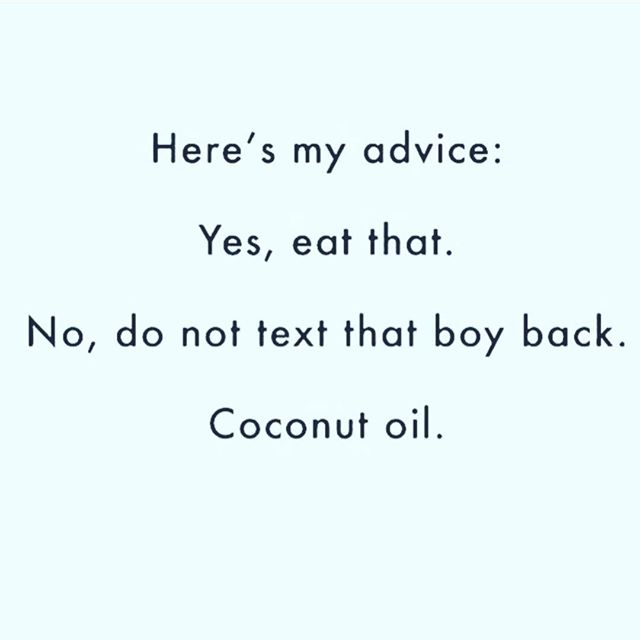 Here's my advice:
Yes, eat that.
No, do not text that boy back.
Coconut oil.